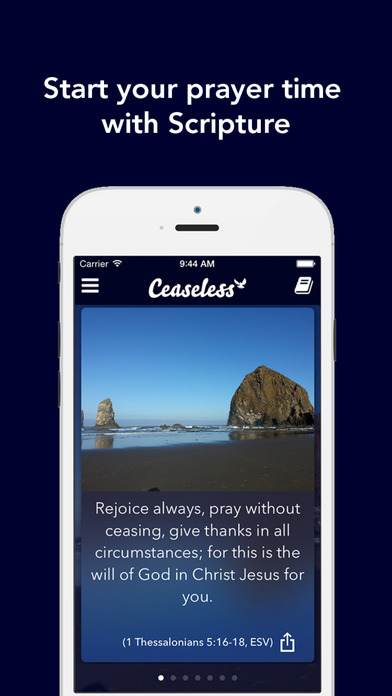 Start your prayer time
with Scripture
Carrier 9:44 AM
Ceaseless
Rejoice always, pray without
ceasing, give thanks in all
circumstances; for this is the
will of God in Christ Jesus for
you.
(1 Thessalonians 5:16-18, ESV)